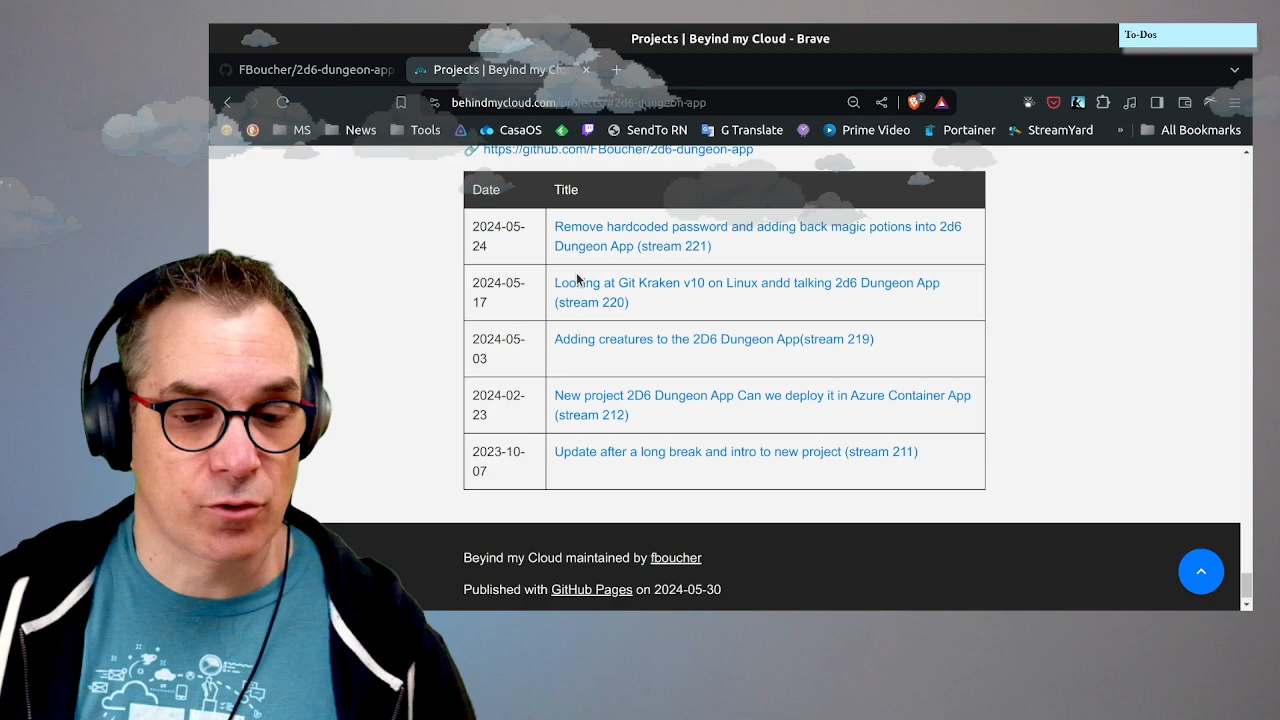 Projects | Beyind my Cloud - Brave
To-Dos
FBoucher/2d6-dungeon-app
Projects | Beyind my Cl
behindmycloud.com/projects/#2d6-dungeon-app
2
MS
News
Tools
CasaOS
SendTo RN
G Translate
Prime Video
Portainer
StreamYard
»
All Bookmarks
https://github.com/FBoucher/2d6-dungeon-app
Date Title
2024-05-24
Remove hardcoded password and adding back magic potions into 2d6
Dungeon App (stream 221)
2024-05-17
Looking at Git Kraken v10 on Linux andd talking 2d6 Dungeon App
(stream 220)
2024-05-03
Adding creatures to the 2D6 Dungeon App(stream 219)
2024-02-23
New project 2D6 Dungeon App Can we deploy it in Azure Container App
(stream 212)
2023-10-07
Update after a long break and intro to new project (stream 211)
Beyind my Cloud maintained by fboucher
Published with GitHub Pages on 2024-05-30